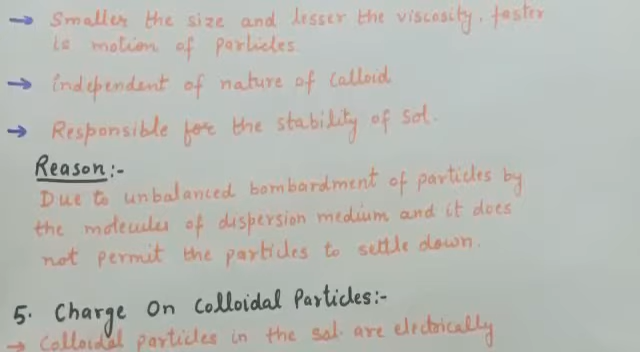 → Smaller the size and lesser the viscosity, faster
is motion of particles.
→ Independent of nature of Colloid
→ Responsible for the stability of Sol.
Reason:-
Due to unbalanced bombardment of particles by
the molecules of dispersion medium and it does
not permit the particles to settle down.
5. Charge On Colloidal Particles:-
→ Colloidal particles in the sol. are electrically